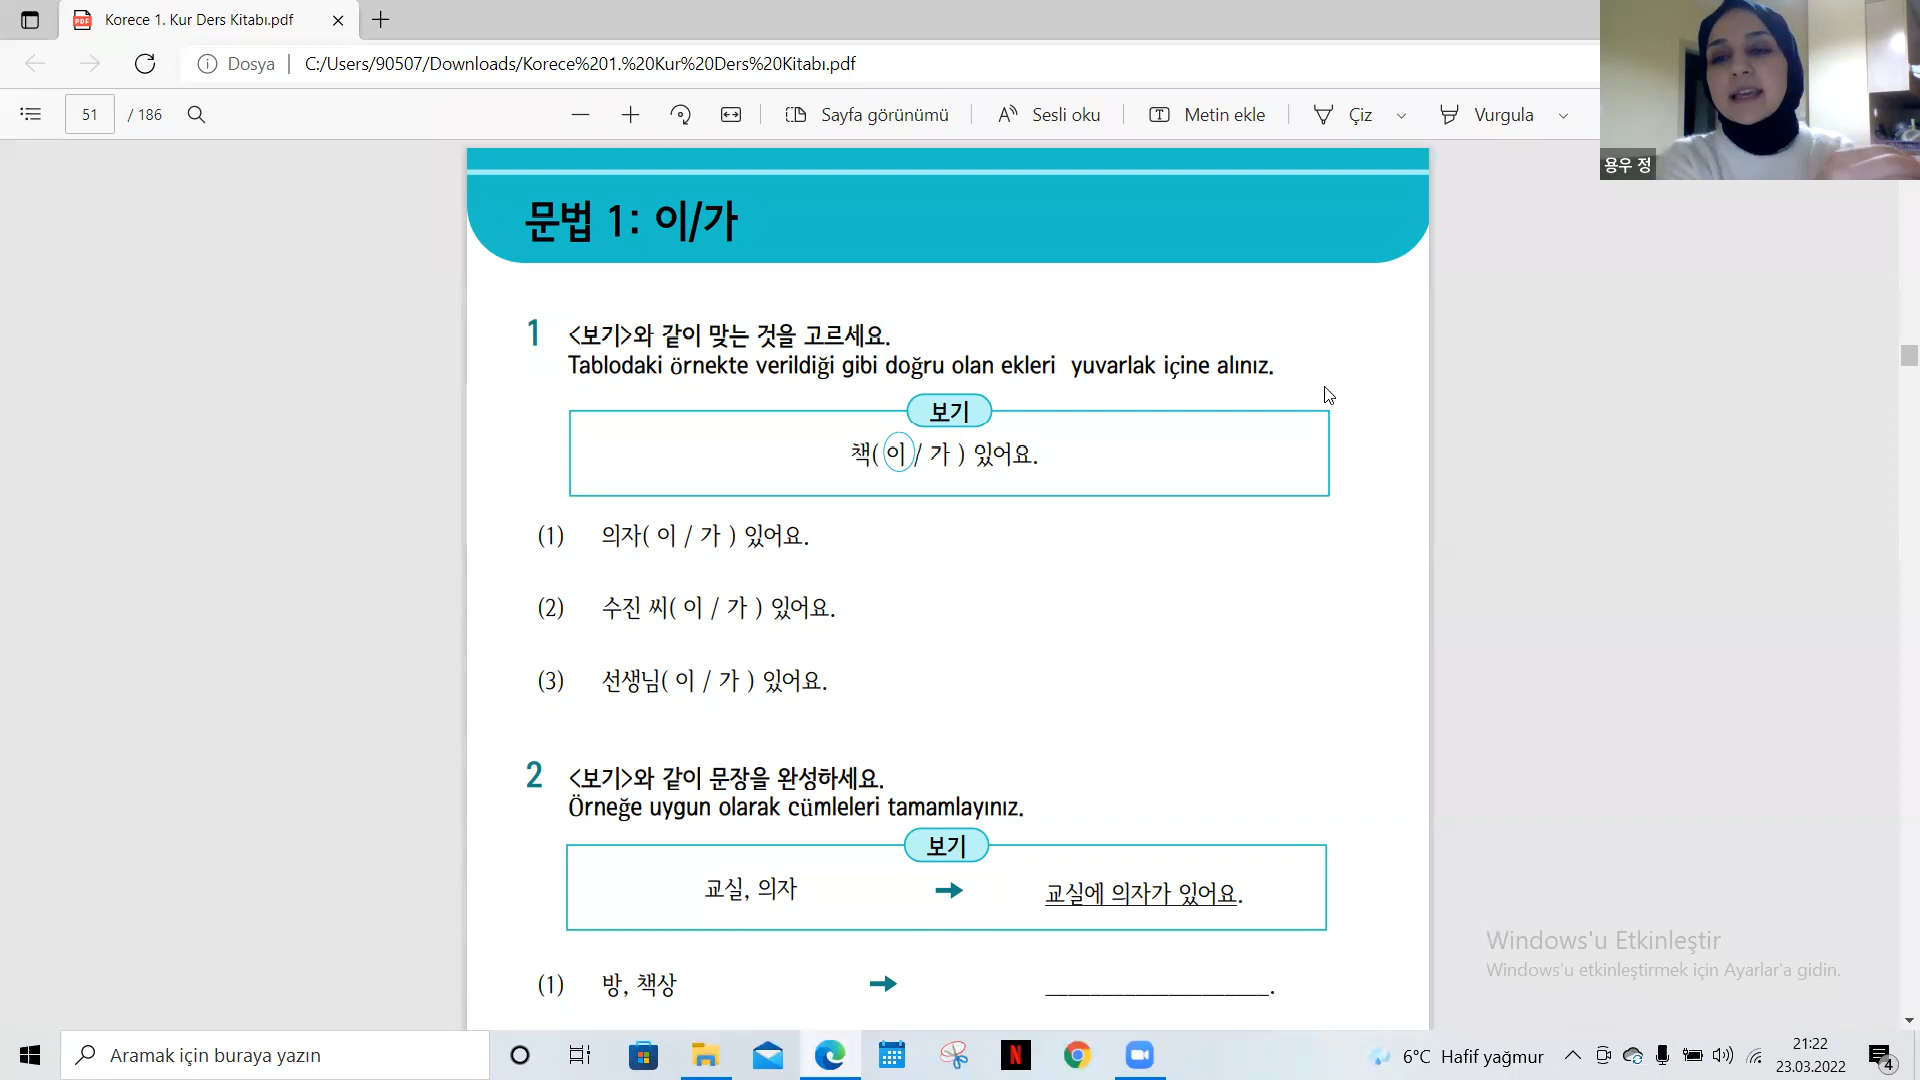 Korece 1. Kur Ders Kitabı.pdf
Dosya
C:/Users/90507/Downloads/Korece%201.%20Kur%20Ders%20Kitabı.pdf
51 / 186
Sayfa görünümü
Sesli oku
Metin ekle
Çiz
Vurgula
용우 정
문법 1: 이/가
1 <보기>와 같이 맞는 것을 고르세요.
Tablodaki örnekte verildiği gibi doğru olan ekleri yuvarlak içine alınız.
보기
책( 이 / 가 ) 있어요.
(1) 의자( 이 / 가 ) 있어요.
(2) 수진 씨( 이 / 가 ) 있어요.
(3) 선생님( 이 / 가 ) 있어요.
2 <보기>와 같이 문장을 완성하세요.
Örneğe uygun olarak cümleleri tamamlayınız.
보기
교실, 의자 → 교실에 의자가 있어요.
(1) 방, 책상 → ____________________.
Windows'u Etkinleştir
Windows'u etkinleştirmek için Ayarlar'a gidin.
Aramak için buraya yazın
N
6°C Hafif yağmur
21:22
23.03.2022
4